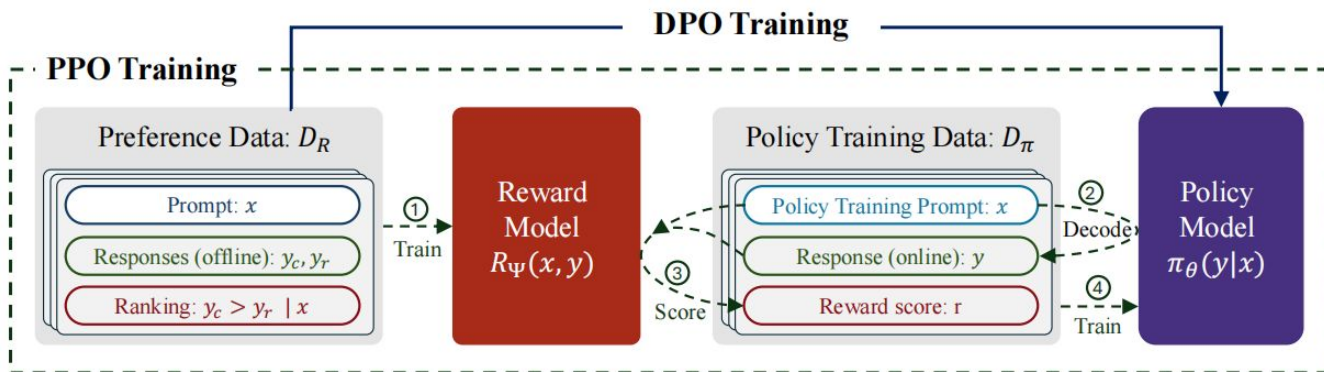 DPO Training
PPO Training
Preference Data: D_R
Prompt: x
Responses (offline): y_c, y_r
Ranking: y_c > y_r | x
①
Train
Reward
Model
R_Ψ(x, y)
③
Score
Policy Training Data: D_π
Policy Training Prompt: x
Response (online): y
Reward score: r
②
Decode
④
Train
Policy
Model
π_θ(y|x)